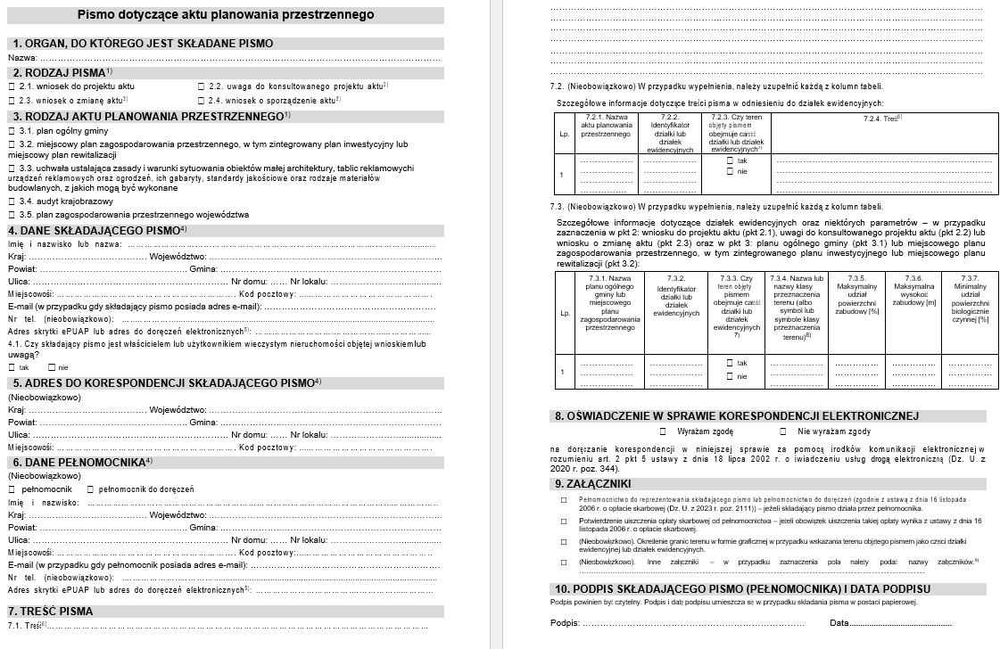 Pismo dotyczące aktu planowania przestrzennego
1. ORGAN, DO KTÓREGO JEST SKŁADANE PISMO
Nazwa: ……………………………………………………………………
2. RODZAJ PISMA1)
☐ 2.1. wniosek do projektu aktu ☐ 2.2. uwaga do konsultowanego projektu aktu2)
☐ 2.3. wniosek o zmianę aktu3) ☐ 2.4. wniosek o sporządzenie aktu3)
3. RODZAJ AKTU PLANOWANIA PRZESTRZENNEGO1)
☐ 3.1. plan ogólny gminy
☐ 3.2. miejscowy plan zagospodarowania przestrzennego, w tym zintegrowany plan inwestycyjny lub
miejscowy plan rewitalizacji
☐ 3.3. uchwała ustalająca zasady i warunki sytuowania obiektów małej architektury, tablic reklamowychi
urządzeń reklamowych oraz ogrodzeń, ich gabaryty, standardy jakościowe oraz rodzaje materiałów
budowlanych, z jakich mogą być wykonane
☐ 3.4. audyt krajobrazowy
☐ 3.5. plan zagospodarowania przestrzennego województwa
4. DANE SKŁADAJĄCEGO PISMO4)
Imię i nazwisko lub nazwa: ……………………………………………
Kraj: …………………… Województwo: ……………………………
Powiat: …………………………… Gmina: ……………………………
Ulica: …………………………… Nr domu: …… Nr lokalu: ……………
Miejscowość: …………………………… Kod pocztowy: ……………………
E-mail (w przypadku gdy składający pismo posiada adres e-mail): ……………………
Nr tel. (nieobowiązkowo): ……………………………………………
Adres skrytki ePUAP lub adres do doręczeń elektronicznych5): ……………………
4.1. Czy składający pismo jest właścicielem lub użytkownikiem wieczystym nieruchomości objętej wnioskiemlub
uwagą?
☐ tak ☐ nie
5. ADRES DO KORESPONDENCJI SKŁADAJĄCEGO PISMO4)
(Nieobowiązkowo)
Kraj: …………………… Województwo: ……………………………
Powiat: …………………………… Gmina: ……………………………
Ulica: …………………………… Nr domu: …… Nr lokalu: ……………
Miejscowość: …………………………… Kod pocztowy: ……………………
6. DANE PEŁNOMOCNIKA4)
(Nieobowiązkowo)
☐ pełnomocnik ☐ pełnomocnik do doręczeń
Imię i nazwisko: ……………………………………………
Kraj: …………………… Województwo: ……………………………
Powiat: …………………………… Gmina: ……………………………
Ulica: …………………………… Nr domu: …… Nr lokalu: ……………
Miejscowość: …………………………… Kod pocztowy:……………………
E-mail (w przypadku gdy pełnomocnik posiada adres e-mail): ……………………
Nr tel. (nieobowiązkowo): ……………………………………………
Adres skrytki ePUAP lub adres do doręczeń elektronicznych5): ……………………
7. TREŚĆ PISMA
7.1. Treść6)……………………………………………………………………
……………………………………………………………………
……………………………………………………………………
……………………………………………………………………
……………………………………………………………………
……………………………………………………………………
……………………………………………………………………
……………………………………………………………………
7.2. (Nieobowiązkowo) W przypadku wypełnienia, należy uzupełnić każdą z kolumn tabeli.
Szczegółowe informacje dotyczące treści pisma w odniesieniu do działek ewidencyjnych:
Lp.
7.2.1. Nazwa
aktu planowania
przestrzennego
7.2.2.
Identyfikator
działki lub
działek
ewidencyjnych
7.2.3. Czy teren
objęty pismem
obejmuje całość
działki lub działek
ewidencyjnych7)
7.2.4. Treść6)
1
☐ tak
☐ nie
7.3. (Nieobowiązkowo) W przypadku wypełnienia, należy uzupełnić każdą z kolumn tabeli.
Szczegółowe informacje dotyczące działek ewidencyjnych oraz niektórych parametrów – w przypadku
zaznaczenia w pkt 2: wniosku do projektu aktu (pkt 2.1), uwagi do konsultowanego projektu aktu (pkt 2.2) lub
wniosku o zmianę aktu (pkt 2.3) oraz w pkt 3: planu ogólnego gminy (pkt 3.1) lub miejscowego planu
zagospodarowania przestrzennego, w tym zintegrowanego planu inwestycyjnego lub miejscowego planu
rewitalizacji (pkt 3.2):
Lp.
7.3.1. Nazwa
planu ogólnego
gminy lub
miejscowego
planu
zagospodarowania
przestrzennego
7.3.2.
Identyfikator
działki lub
działek
ewidencyjnych
7.3.3. Czy
teren objęty
pismem
obejmuje całość
działki lub
działek
ewidencyjnych
7)
7.3.4. Nazwa lub
nazwy klasy
przeznaczenia
terenu (albo
symbol lub
symbole klasy
przeznaczenia
terenu)8)
7.3.5.
Maksymalny
udział
powierzchni
zabudowy [%]
7.3.6.
Maksymalna
wysokość
zabudowy [m]
7.3.7.
Minimalny
udział
powierzchni
biologicznie
czynnej [%]
1
☐ tak
☐ nie
8. OŚWIADCZENIE W SPRAWIE KORESPONDENCJI ELEKTRONICZNEJ
☐ Wyrażam zgodę ☐ Nie wyrażam zgody
na doręczanie korespondencji w niniejszej sprawie za pomocą środków komunikacji elektronicznej w
rozumieniu art. 2 pkt 5 ustawy z dnia 18 lipca 2002 r. o świadczeniu usług drogą elektroniczną (Dz. U. z
2020 r. poz. 344).
9. ZAŁĄCZNIKI
☐ Pełnomocnictwo do reprezentowania składającego pismo lub pełnomocnictwo do doręczeń (zgodnie z ustawą z dnia 16 listopada
2006 r. o opłacie skarbowej (Dz. U. z 2023 r. poz. 2111)) – jeżeli składający pismo działa przez pełnomocnika.
☐ Potwierdzenie uiszczenia opłaty skarbowej od pełnomocnictwa – jeżeli obowiązek uiszczenia takiej opłaty wynika z ustawy z dnia 16
listopada 2006 r. o opłacie skarbowej.
☐ (Nieobowiązkowo). Określenie granic terenu w formie graficznej w przypadku wskazania terenu objętego pismem jako części działki
ewidencyjnej lub działek ewidencyjnych.
☐ (Nieobowiązkowo). Inne załączniki – w przypadku zaznaczenia pola należy podać nazwy załączników.9)
……………………………………………………………………
10. PODPIS SKŁADAJĄCEGO PISMO (PEŁNOMOCNIKA) I DATA PODPISU
Podpis powinien być czytelny. Podpis i datę podpisu umieszcza się w przypadku składania pisma w postaci papierowej.
Podpis: …………………………………………… Data..........................................